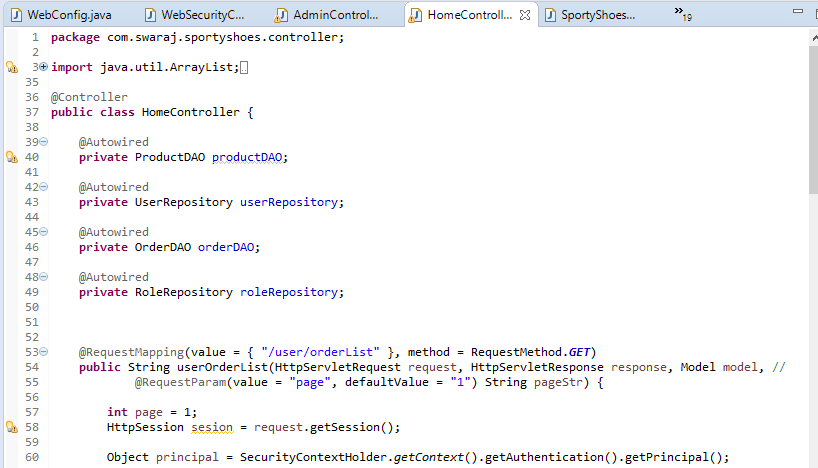 WebConfig.java WebSecurityC... AdminControl... HomeControll... SportyShoes... »19
1 package com.swaraj.sportyshoes.controller;
2
3 import java.util.ArrayList;
35
36 @Controller
37 public class HomeController {
38
39 @Autowired
40 private ProductDAO productDAO;
41
42 @Autowired
43 private UserRepository userRepository;
44
45 @Autowired
46 private OrderDAO orderDAO;
47
48 @Autowired
49 private RoleRepository roleRepository;
50
51
52
53 @RequestMapping(value = { "/user/orderList" }, method = RequestMethod.GET)
54 public String userOrderList(HttpServletRequest request, HttpServletResponse response, Model model, //
55 @RequestParam(value = "page", defaultValue = "1") String pageStr) {
56
57 int page = 1;
58 HttpSession sesion = request.getSession();
59
60 Object principal = SecurityContextHolder.getContext().getAuthentication().getPrincipal();